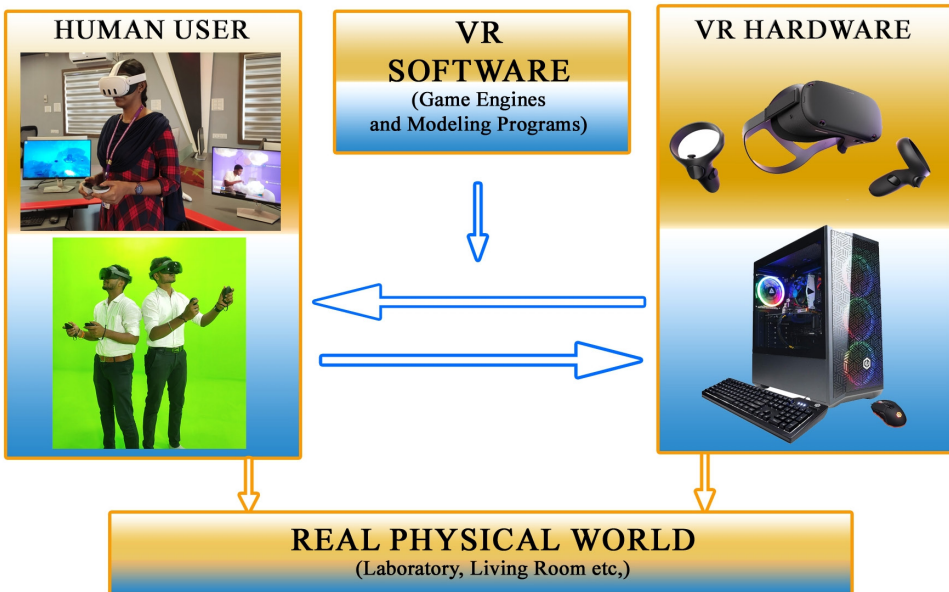 HUMAN USER
VR
SOFTWARE
(Game Engines
and Modeling Programs)
VR HARDWARE
REAL PHYSICAL WORLD
(Laboratory, Living Room etc,)